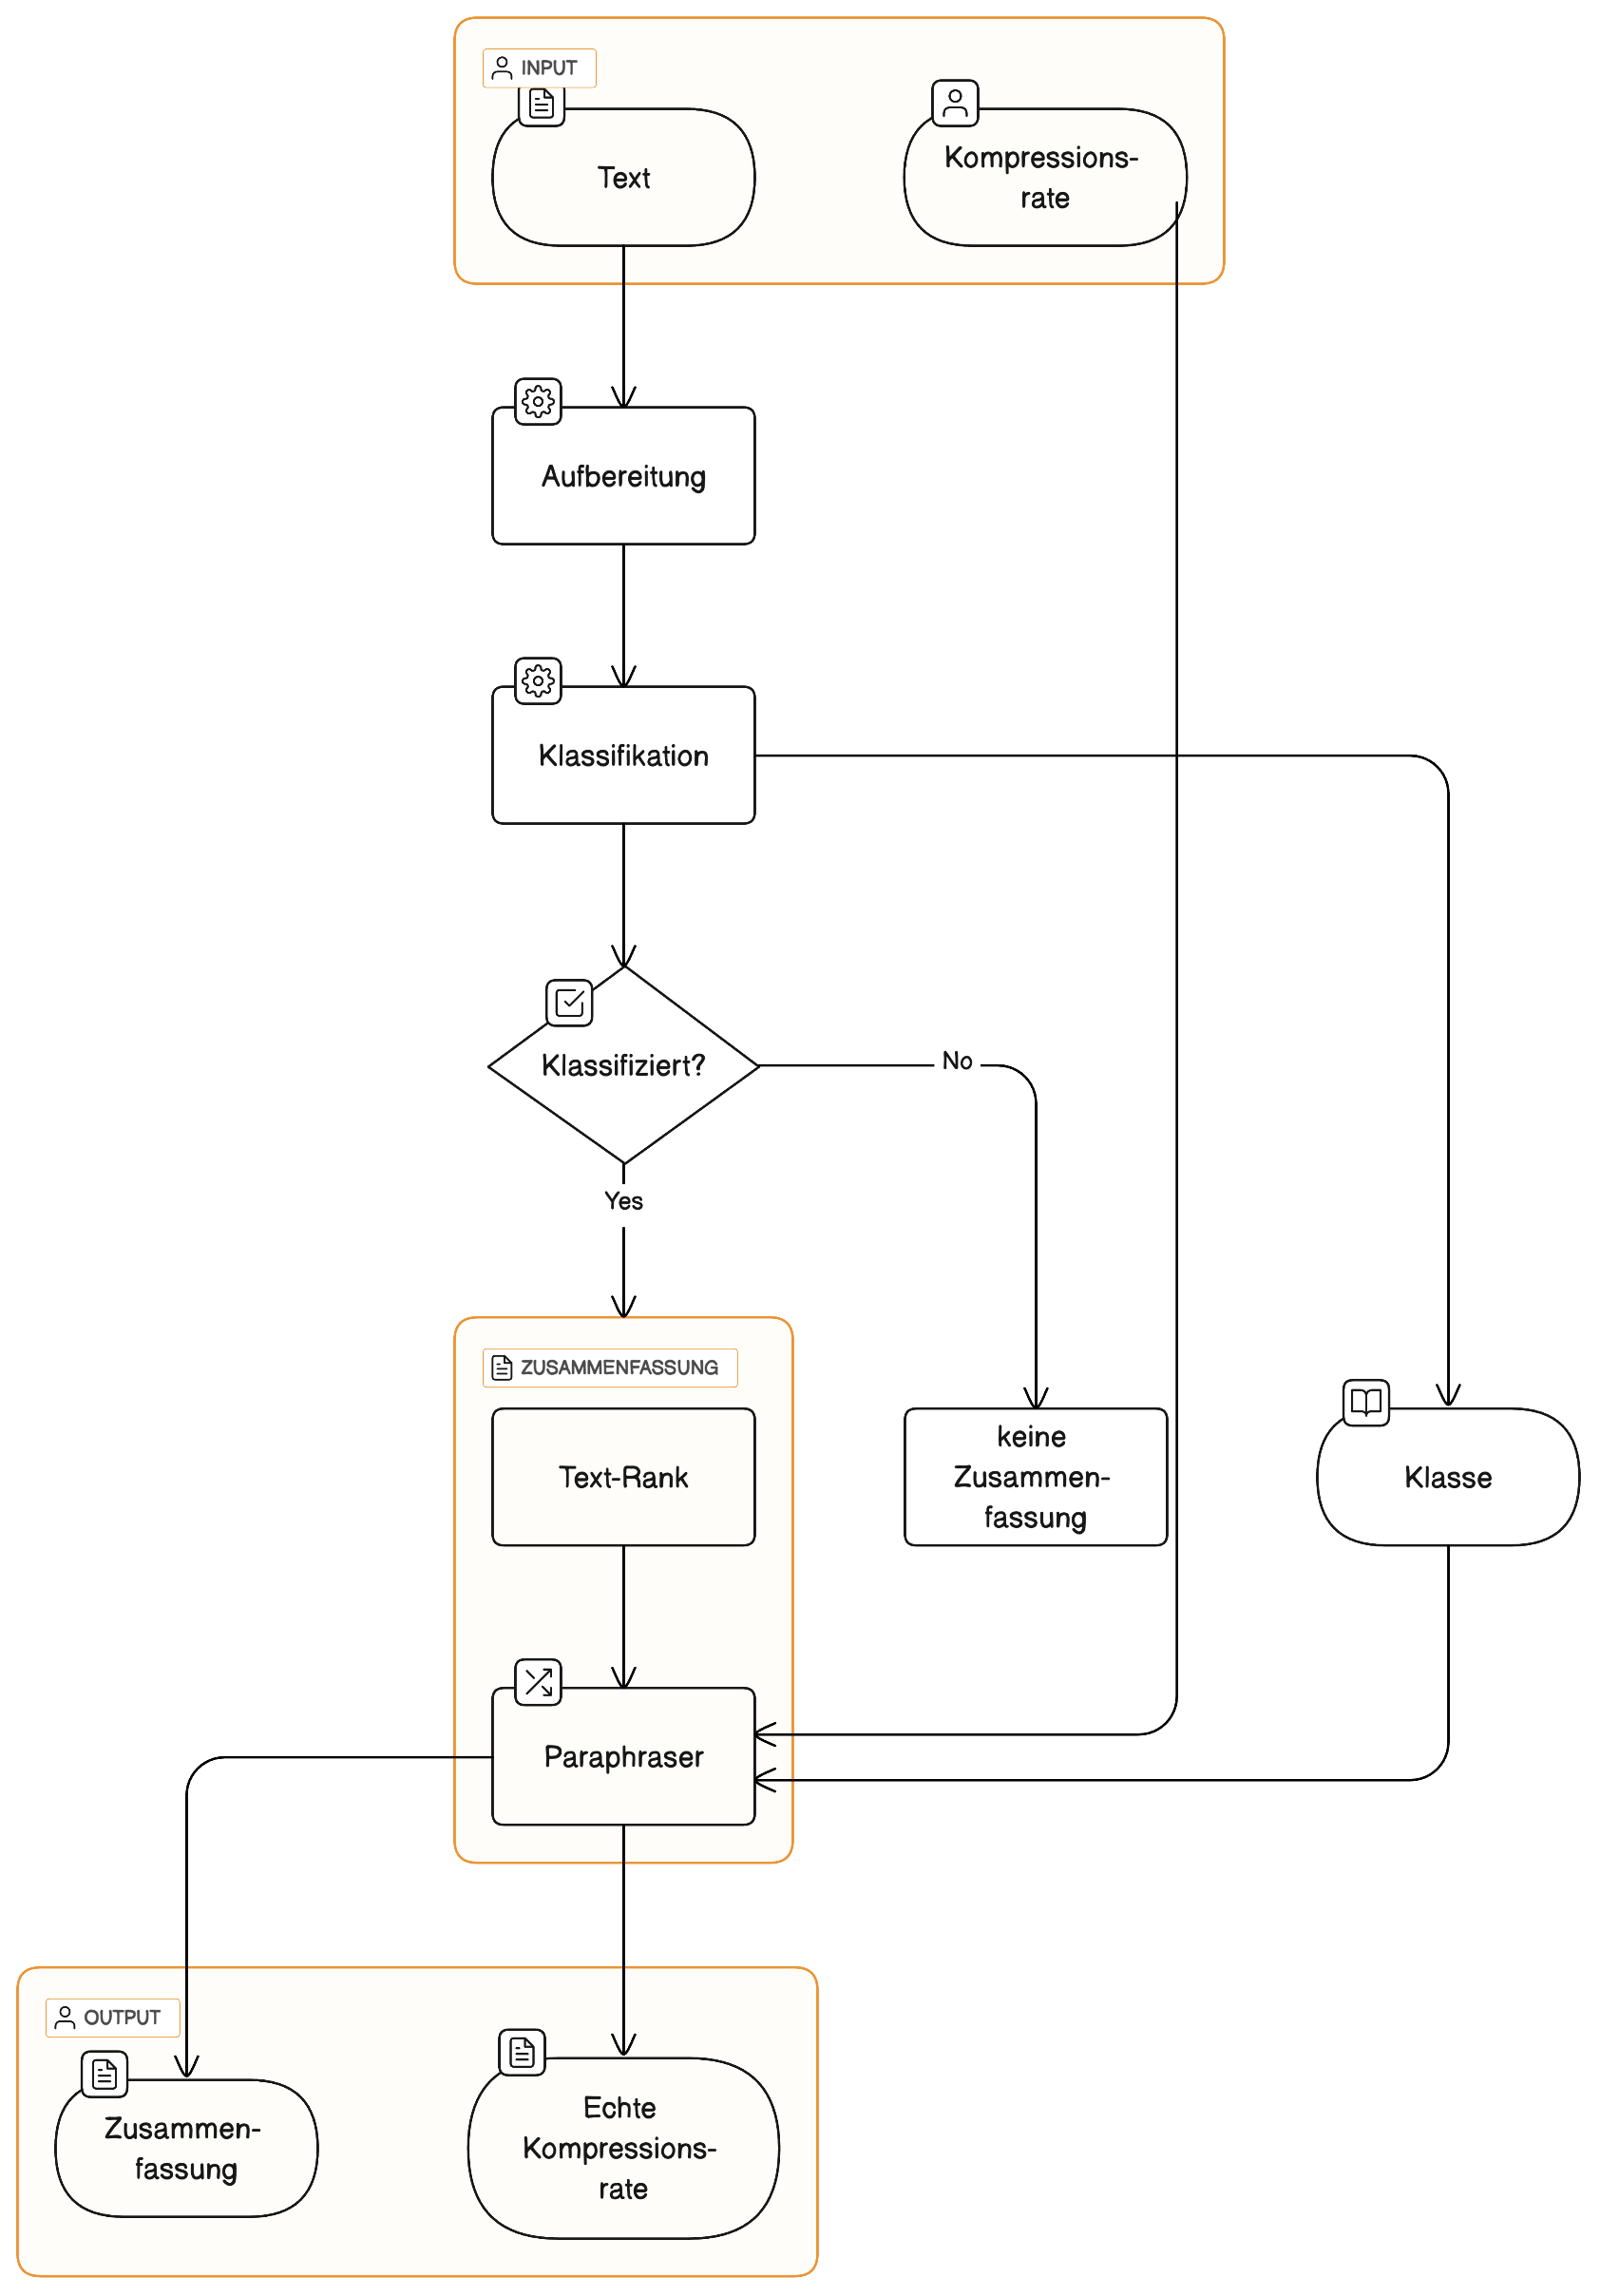 INPUT
Text
Kompressions-
rate
Aufbereitung
Klassifikation
Klassifiziert?
No
Yes
ZUSAMMENFASSUNG
Text-Rank
keine
Zusammen-
fassung
Klasse
Paraphraser
OUTPUT
Zusammen-
fassung
Echte
Kompressions-
rate